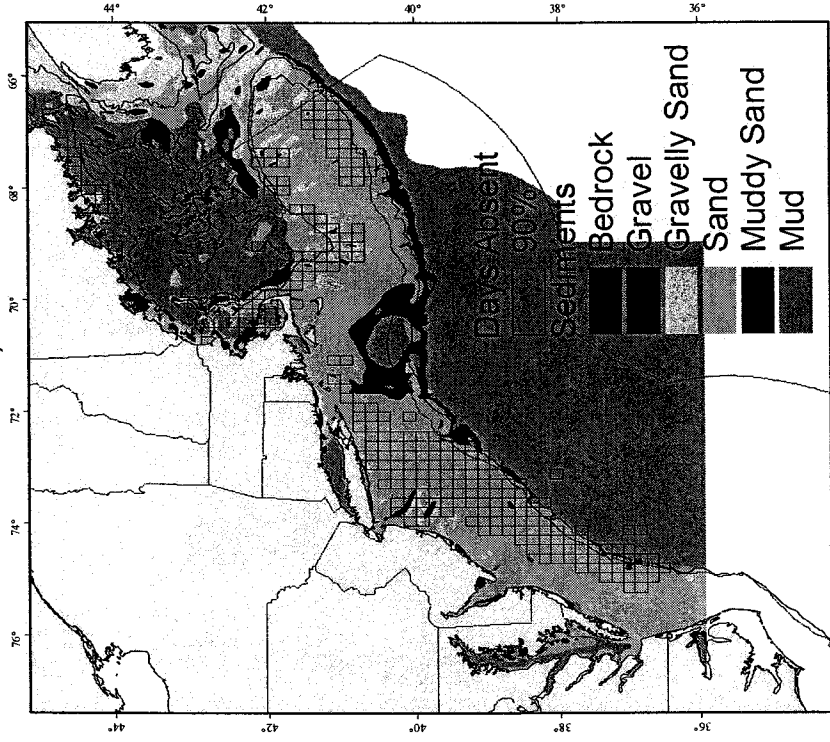 44°
42°
40°
38°
36°
66°
68°
70°
72°
74°
76°
44°
42°
40°
38°
36°
Days Absent
90%
Sediments
Bedrock
Gravel
Gravelly Sand
Sand
Muddy Sand
Mud